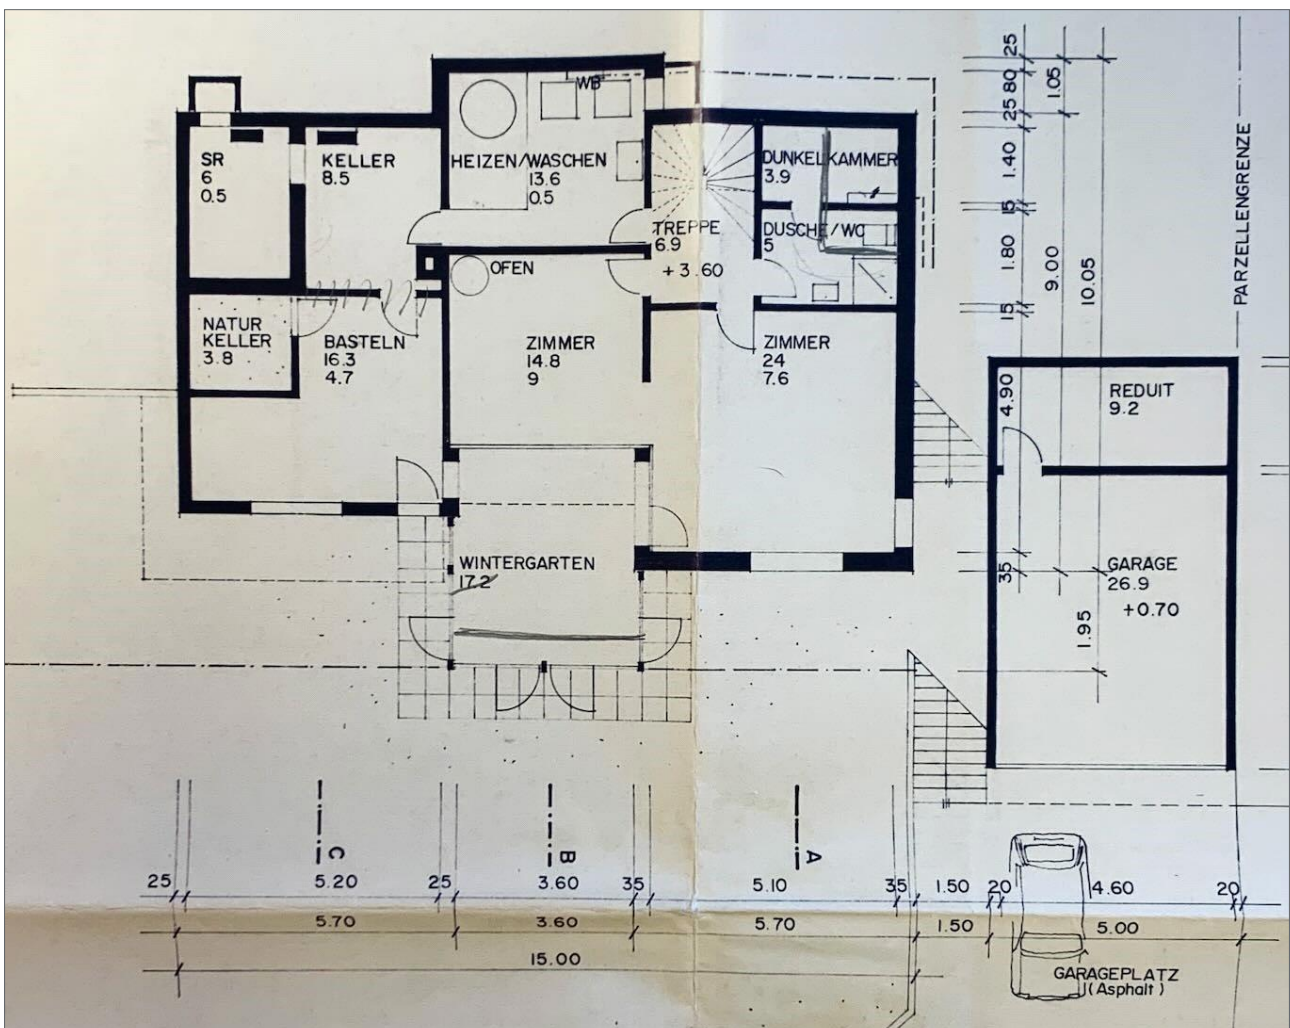 WB
SR
6
0.5
KELLER
8.5
HEIZEN/WASCHEN
13.6
0.5
DUNKELKAMMER
3.9
TREPPE
6.9
+3.60
DUSCHE/WC
5
OFEN
NATUR
KELLER
3.8
BASTELN
16.3
4.7
ZIMMER
14.8
9
ZIMMER
24
7.6
WINTERGARTEN
17.2
REDUIT
9.2
GARAGE
26.9
+0.70
PARZELLENGRENZE
25
80
25
1.05
1.40
15
1.80
15
9.00
10.05
4.90
35
1.95
C
B
A
25
5.20
25
3.60
35
5.10
35
1.50
20
4.60
20
5.70
3.60
5.70
1.50
5.00
15.00
GARAGEPLATZ
(Asphalt)